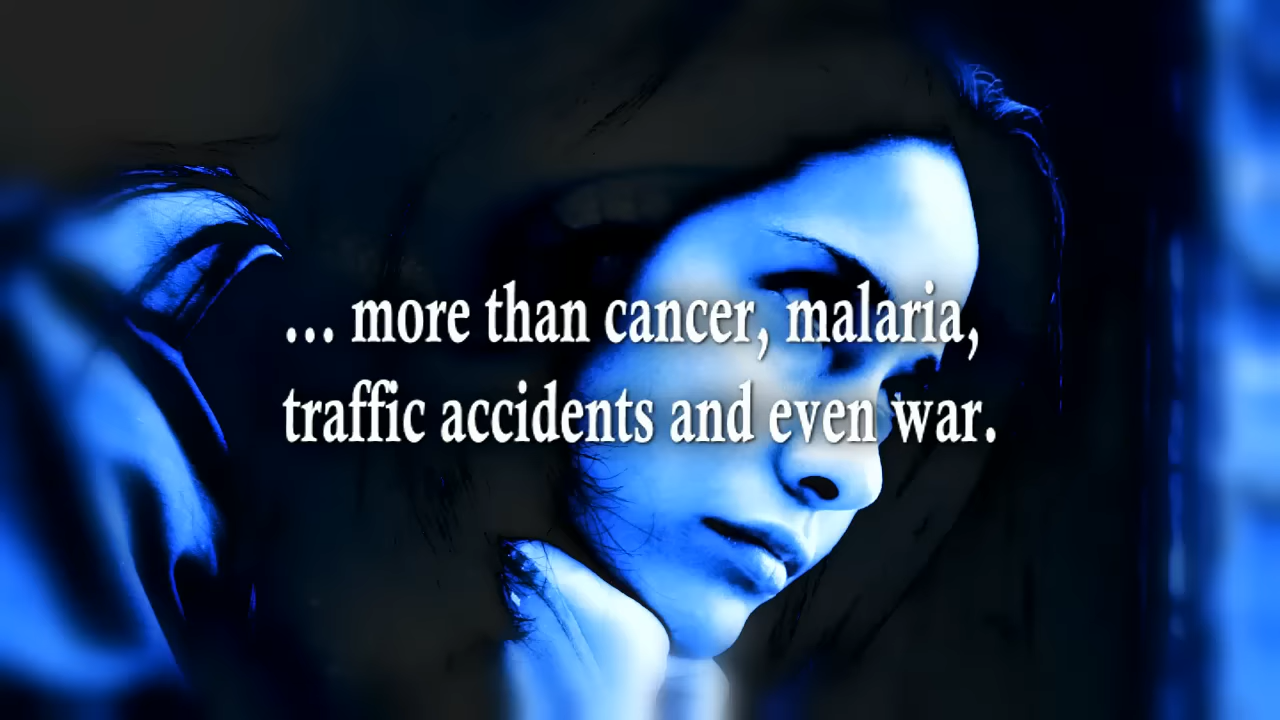 ... more than cancer, malaria,
traffic accidents and even war.